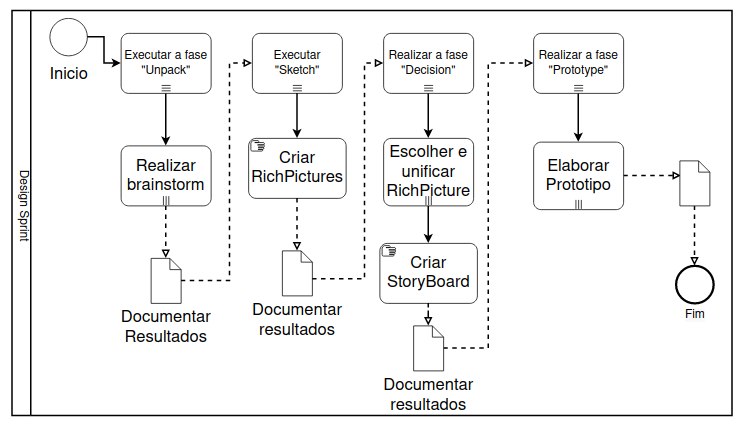 Design Sprint
Inicio
Executar a fase
"Unpack"
Realizar
brainstorm
Documentar
Resultados
Executar
"Sketch"
Criar
RichPictures
Documentar
resultados
Realizar a fase
"Decision"
Escolher e
unificar
RichPicture
Criar
StoryBoard
Documentar
resultados
Realizar a fase
"Prototype"
Elaborar
Prototipo
Fim